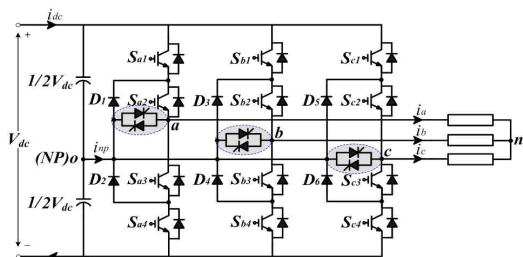 i_dc
+
S_a1
S_b1
S_c1
1/2V_dc
D_1
S_a2
D_3
S_b2
D_5
S_c2
a
i_a
V_dc
b
i_b
(NP)o
i_np
c
i_c
n
D_2
S_a3
D_4
S_b3
D_6
S_c3
1/2V_dc
S_a4
S_b4
S_c4
−